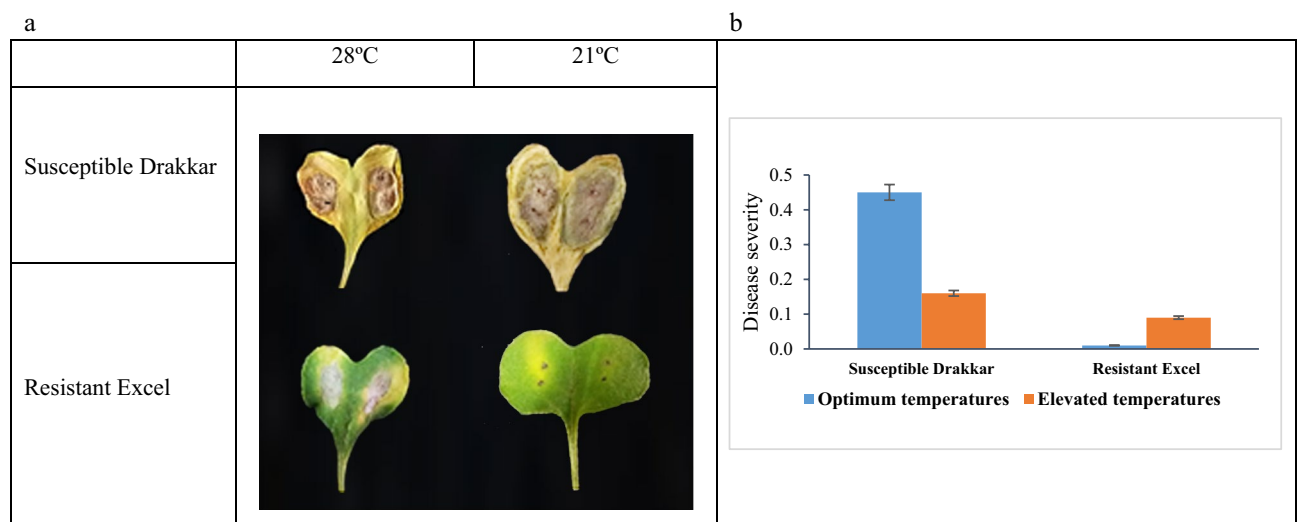 a
28ºC 21ºC
Susceptible Drakkar
Resistant Excel
b
Disease severity
0.5
0.4
0.3
0.2
0.1
0.0
Susceptible Drakkar Resistant Excel
Optimum temperatures Elevated temperatures